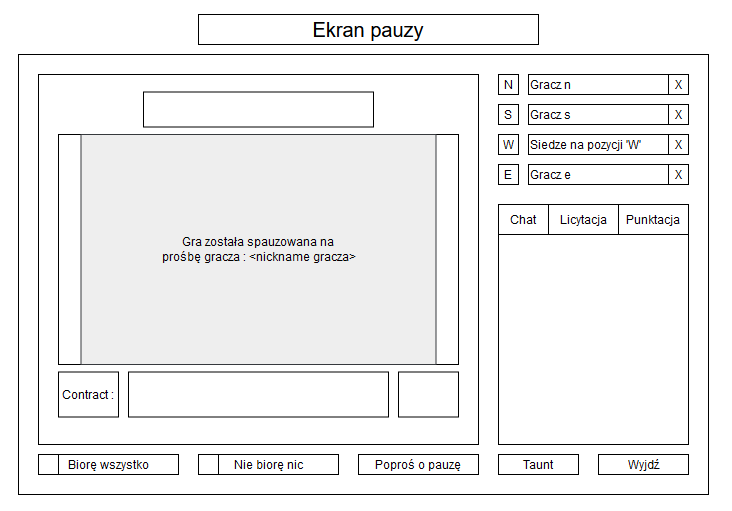 Ekran pauzy
N Gracz n X
S Gracz s X
W Siedze na pozycji 'W' X
E Gracz e X
Chat Licytacja Punktacja
Gra została spauzowana na
prośbę gracza : <nickname gracza>
Contract :
Biorę wszystko Nie biorę nic Poproś o pauzę Taunt Wyjdź